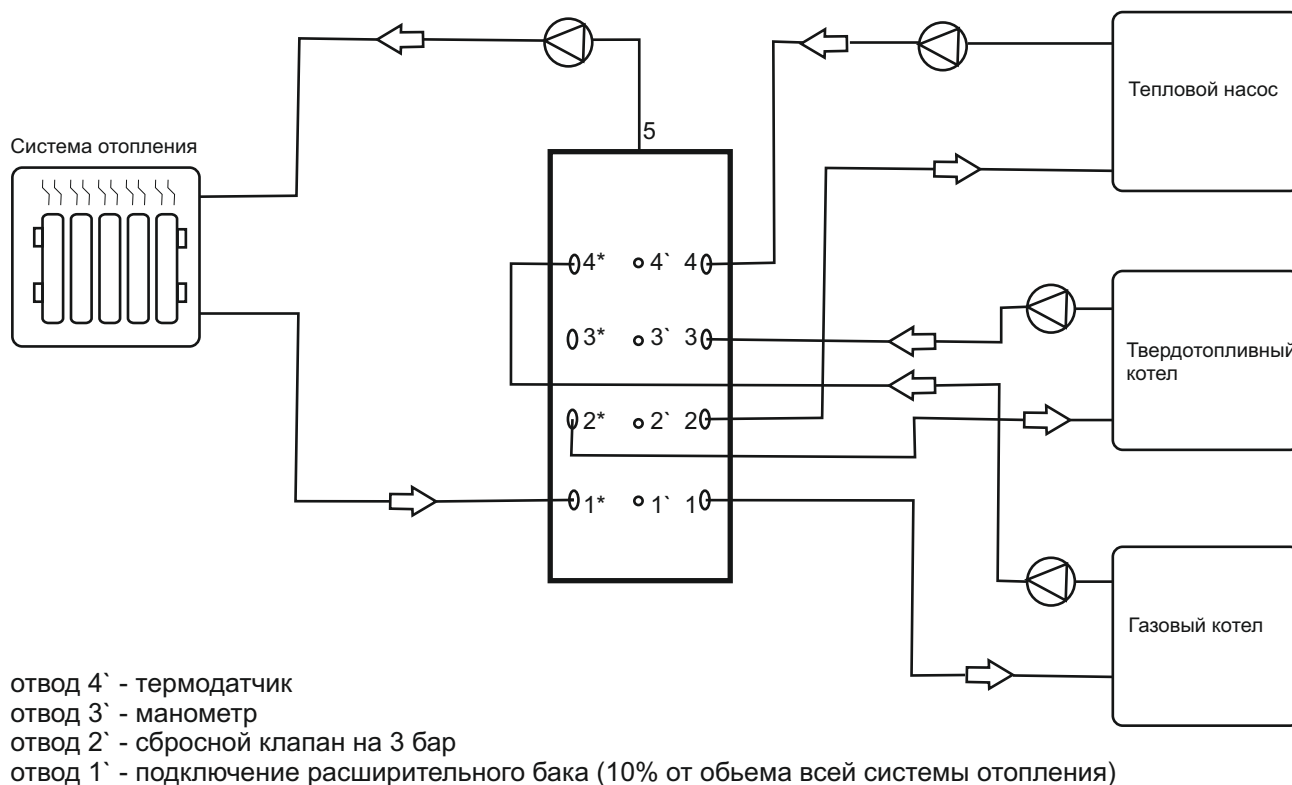 Тепловой насос
5
Система отопления
4* 4` 4
3* 3` 3
Твердотопливный
котел
2* 2` 2
1* 1` 1
Газовый котел
отвод 4` - термодатчик
отвод 3` - манометр
отвод 2` - сбросной клапан на 3 бар
отвод 1` - подключение расширительного бака (10% от обьема всей системы отопления)